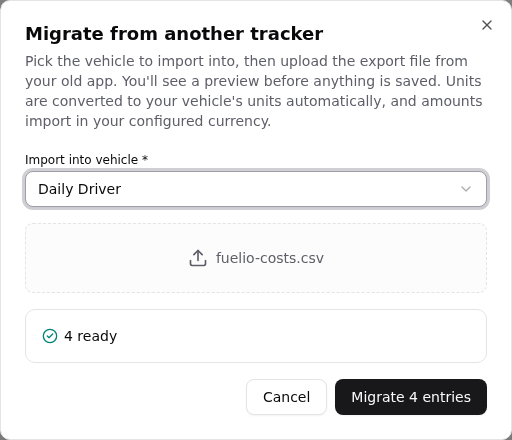 Migrate from another tracker
Pick the vehicle to import into, then upload the export file from
your old app. You'll see a preview before anything is saved. Units
are converted to your vehicle's units automatically, and amounts
import in your configured currency.
Import into vehicle *
Daily Driver
fuelio-costs.csv
4 ready
Cancel
Migrate 4 entries